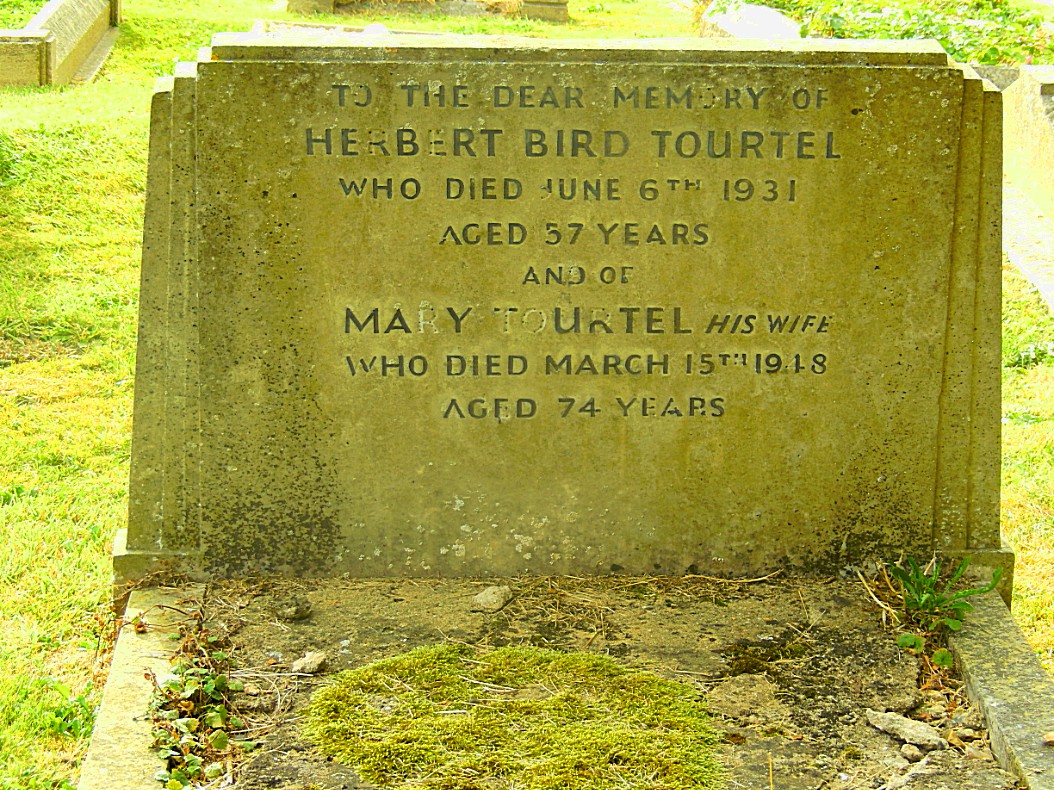 TO THE DEAR MEMORY OF
HERBERT BIRD TOURTEL
WHO DIED JUNE 6TH 1931
AGED 57 YEARS
AND OF
MARY TOURTEL HIS WIFE
WHO DIED MARCH 15TH 1948
AGED 74 YEARS